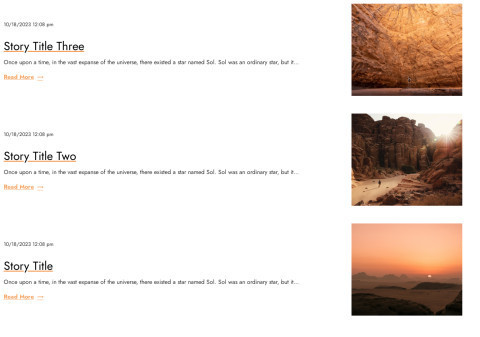 10/18/2023 12:08 pm
Story Title Three
Once upon a time, in the vast expanse of the universe, there existed a star named Sol. Sol was an ordinary star, but it...
Read More →
10/18/2023 12:08 pm
Story Title Two
Once upon a time, in the vast expanse of the universe, there existed a star named Sol. Sol was an ordinary star, but it...
Read More →
10/18/2023 12:08 pm
Story Title
Once upon a time, in the vast expanse of the universe, there existed a star named Sol. Sol was an ordinary star, but it...
Read More →